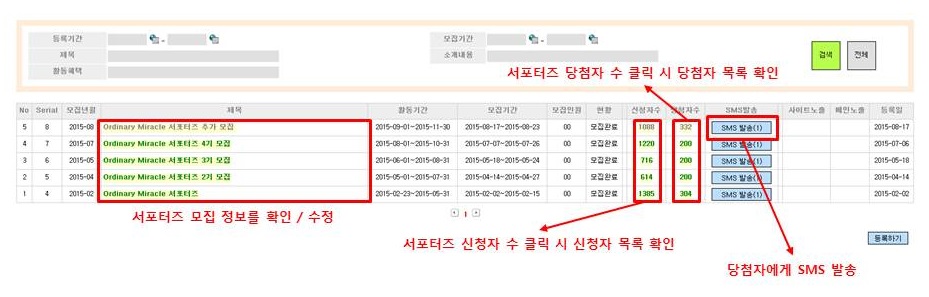 등록기간 - 모집기간 -
제목 소개내용
활동혜택
검색 전체
서포터즈 당첨자 수 클릭 시 당첨자 목록 확인
No Serial 모집년월 제목 활동기간 모집기간 모집인원 현황 신청자수 당첨자수 SMS발송 사이트노출 메인노출 등록일
5 8 2015-08 Ordinary Miracle 서포터즈 추가 모집 2015-09-01~2015-11-30 2015-08-17~2015-08-23 00 모집완료 1088 332 SMS 발송(1) 2015-08-17
4 7 2015-07 Ordinary Miracle 서포터즈 4기 모집 2015-08-01~2015-10-31 2015-07-07~2015-07-26 00 모집완료 1220 200 SMS 발송(1) 2015-07-06
3 6 2015-05 Ordinary Miracle 서포터즈 3기 모집 2015-06-01~2015-08-31 2015-05-18~2015-05-24 00 모집완료 716 200 SMS 발송(1) 2015-05-18
2 5 2015-04 Ordinary Miracle 서포터즈 2기 모집 2015-05-01~2015-07-31 2015-04-14~2015-04-27 00 모집완료 614 200 SMS 발송(1) 2015-04-14
1 4 2015-02 Ordinary Miracle 서포터즈 2015-02-23~2015-05-31 2015-02-02~2015-02-15 00 모집완료 1385 304 SMS 발송(1) 2015-02-02
서포터즈 모집 정보를 확인 / 수정
1
서포터즈 신청자 수 클릭 시 신청자 목록 확인
등록하기
당첨자에게 SMS 발송